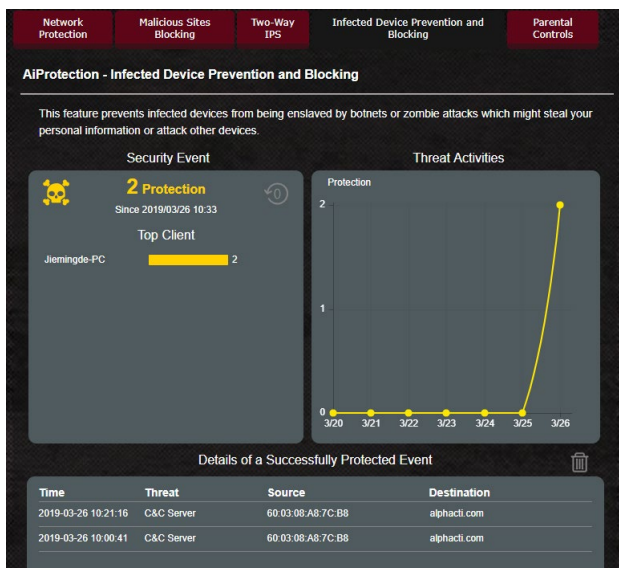 Network Protection
Malicious Sites Blocking
Two-Way IPS
Infected Device Prevention and Blocking
Parental Controls
AiProtection - Infected Device Prevention and Blocking
This feature prevents infected devices from being enslaved by botnets or zombie attacks which might steal your
personal information or attack other devices.
Security Event
2 Protection
Since 2019/03/26 10:33
0
Top Client
Jiemingde-PC 2
Threat Activities
Protection
2
1
0
3/20 3/21 3/22 3/23 3/24 3/25 3/26
Details of a Successfully Protected Event
Time Threat Source Destination
2019-03-26 10:21:16 C&C Server 60:03:08:A8:7C:B8 alphacti.com
2019-03-26 10:00:41 C&C Server 60:03:08:A8:7C:B8 alphacti.com